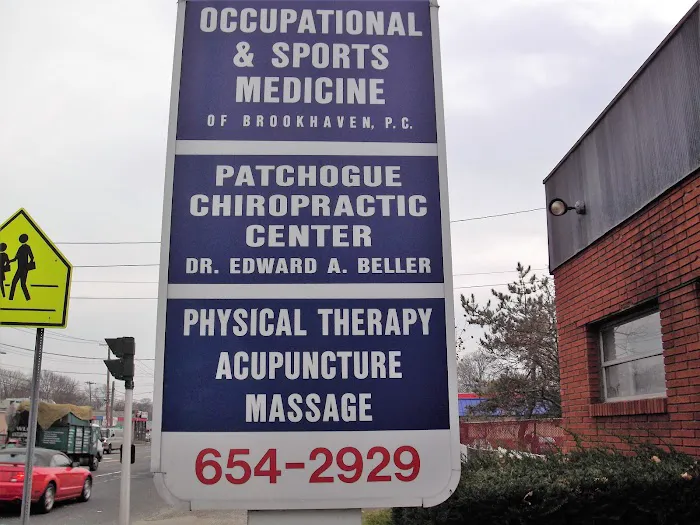 OCCUPATIONAL
& SPORTS
MEDICINE
OF BROOKHAVEN, P.C.
PATCHOGUE
CHIROPRACTIC
CENTER
DR. EDWARD A. BELLER
PHYSICAL THERAPY
ACUPUNCTURE
MASSAGE
654-2929